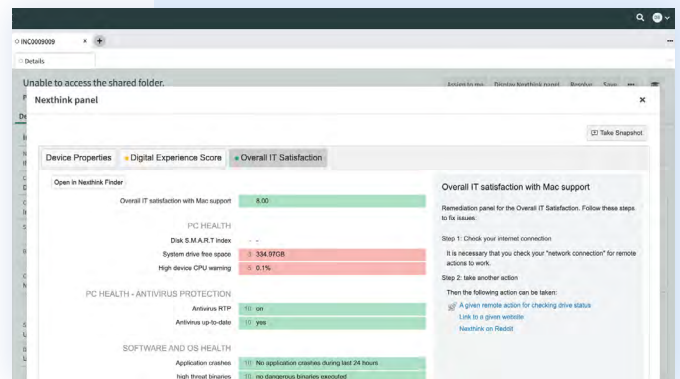 INC0009009
Details
Unable to access the shared folder.
Assign to me Display Nexthink panel Resolve Save
Nexthink panel
Take Snapshot
Device Properties
Digital Experience Score
Overall IT Satisfaction
Open in Nexthink Finder
Overall IT satisfaction with Mac support 8.00
PC HEALTH
Disk S.M.A.R.T index - -
System drive free space 334.97GB
High device CPU warning 0.1%
PC HEALTH - ANTIVIRUS PROTECTION
Antivirus RTP 10 on
Antivirus up-to-date 10 yes
SOFTWARE AND OS HEALTH
Application crashes 10 No application crashes during last 24 hours
high threat binaries 10 no dangerous binaries executed
Overall IT satisfaction with Mac support
Remediation panel for the Overall IT Satisfaction. Follow these steps
to fix issues:
Step 1: Check your internet connection
It is necessary that you check your "network connection" for remote
actions to work.
Step 2: take another action
Then the following action can be taken:
A given remote action for checking drive status
Link to a given website
Nexthink on Reddit